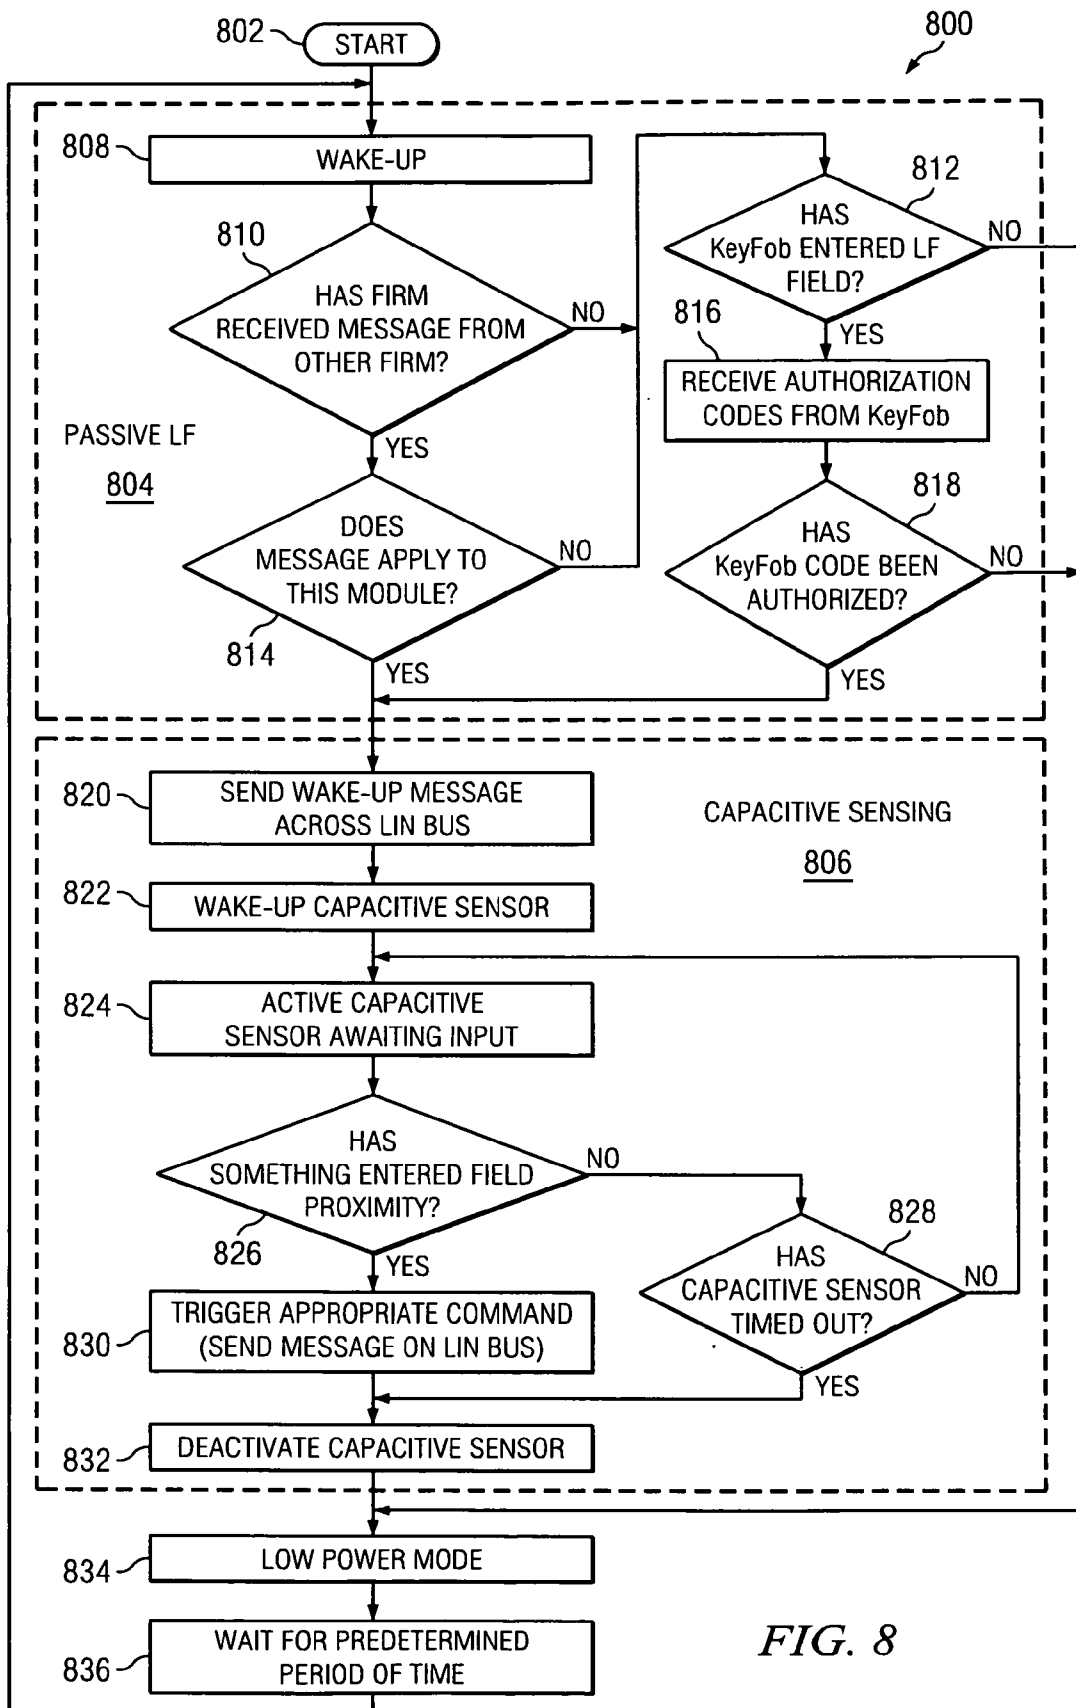 802
START
800
808
WAKE-UP
810
HAS FIRM
RECEIVED MESSAGE FROM
OTHER FIRM?
NO
YES
812
HAS
KeyFob ENTERED LF
FIELD?
NO
YES
816
RECEIVE AUTHORIZATION
CODES FROM KeyFob
PASSIVE LF
804
DOES
MESSAGE APPLY TO
THIS MODULE?
NO
814
YES
818
HAS
KeyFob CODE BEEN
AUTHORIZED?
NO
YES
820
SEND WAKE-UP MESSAGE
ACROSS LIN BUS
CAPACITIVE SENSING
806
822
WAKE-UP CAPACITIVE SENSOR
824
ACTIVE CAPACITIVE
SENSOR AWAITING INPUT
HAS
SOMETHING ENTERED FIELD
PROXIMITY?
NO
826
YES
828
HAS
CAPACITIVE SENSOR
TIMED OUT?
NO
YES
830
TRIGGER APPROPRIATE COMMAND
(SEND MESSAGE ON LIN BUS)
832
DEACTIVATE CAPACITIVE SENSOR
834
LOW POWER MODE
836
WAIT FOR PREDETERMINED
PERIOD OF TIME
FIG. 8